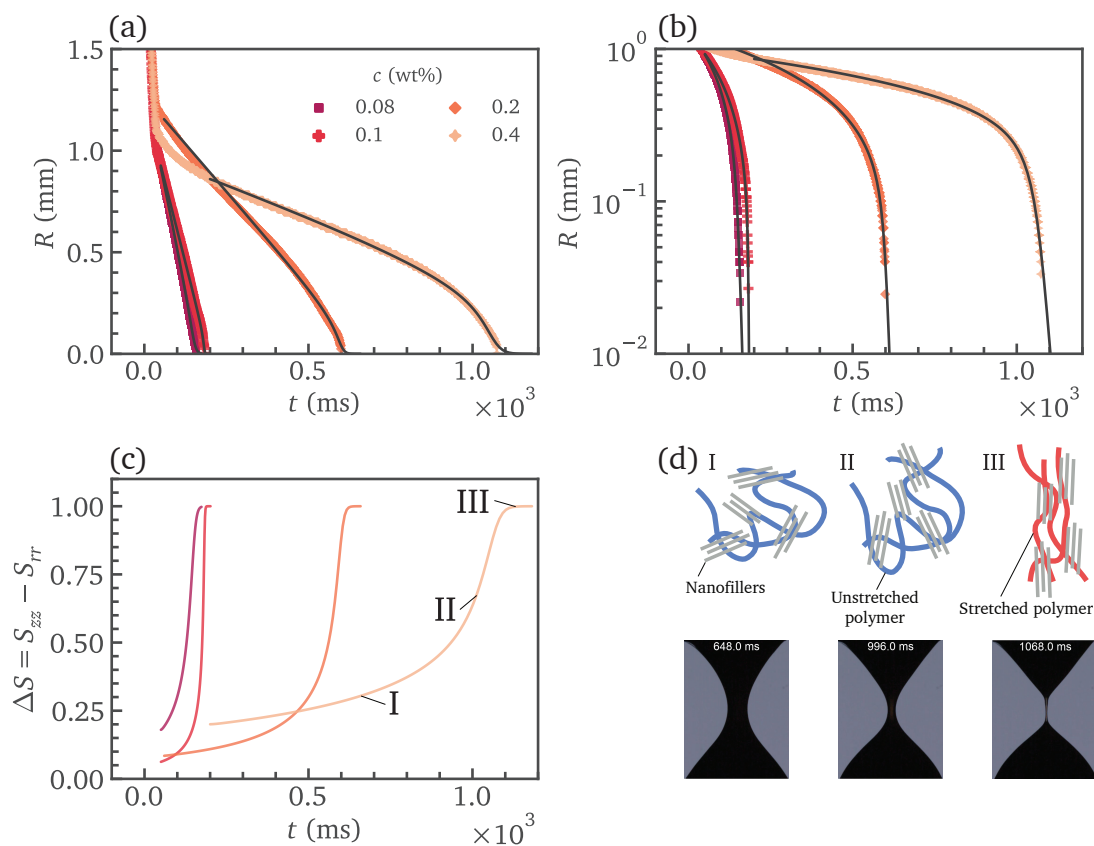 (a)
(b)
1.5
1.0
0.5
0.0
R (mm)
c (wt%)
0.08
0.2
0.1
0.4
0.0
0.5
1.0
t (ms)
×10³
10⁰
10⁻¹
10⁻²
R (mm)
0.0
0.5
1.0
t (ms)
×10³
(c)
1.00
0.75
0.50
0.25
0.00
ΔS = S_zz − S_rr
III
II
I
0.0
0.5
1.0
t (ms)
×10³
(d)
I
II
III
Nanofillers
Unstretched
polymer
Stretched polymer
648.0 ms
996.0 ms
1068.0 ms